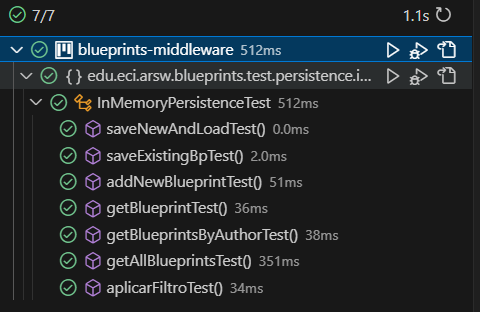 7/7 1.1s
blueprints-middleware 512ms
{ } edu.eci.arsw.blueprints.test.persistence.i...
InMemoryPersistenceTest 512ms
saveNewAndLoadTest() 0.0ms
saveExistingBpTest() 2.0ms
addNewBlueprintTest() 51ms
getBlueprintTest() 36ms
getBlueprintsByAuthorTest() 38ms
getAllBlueprintsTest() 351ms
aplicarFiltroTest() 34ms